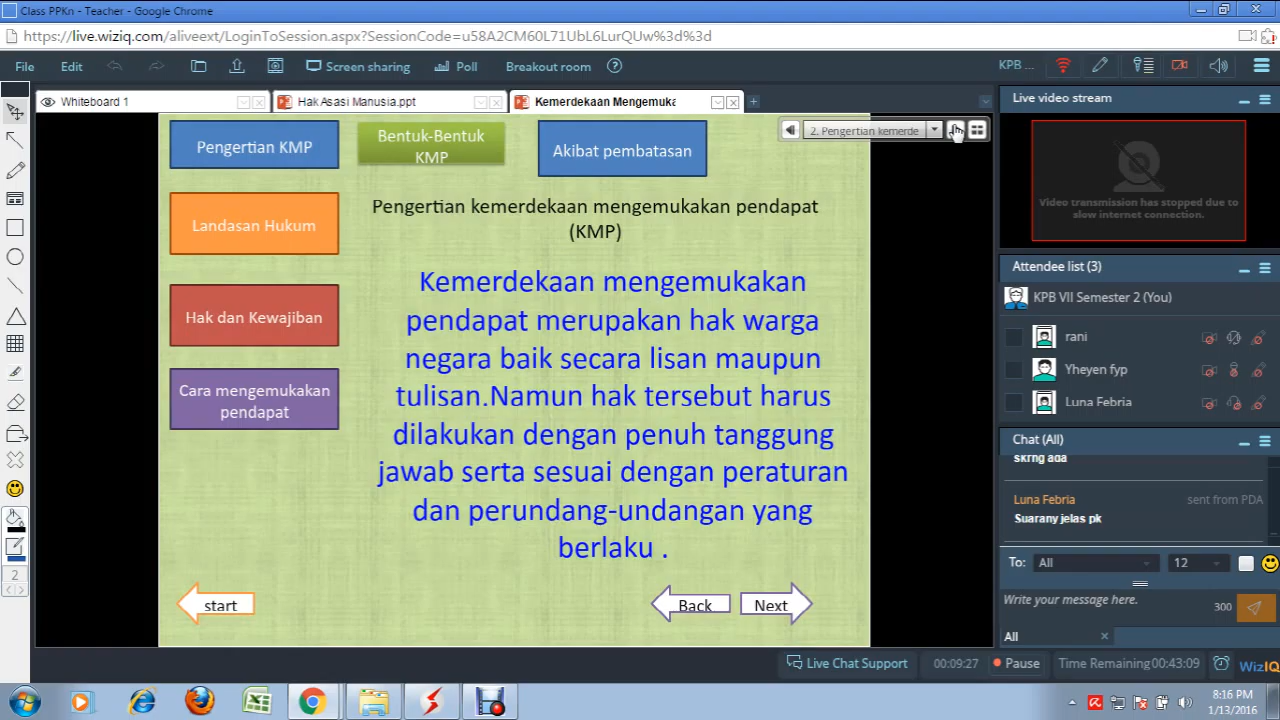 Class PPKn - Teacher - Google Chrome
https://live.wiziq.com/aliveext/LoginToSession.aspx?SessionCode=u58A2CM60L71UbL6LurQUw%3d%3d
File Edit Screen sharing Poll Breakout room KPB ...
Whiteboard 1 Hak Asasi Manusia.ppt Kemerdekaan Mengemuka
2. Pengertian kemerde
Pengertian KMP
Bentuk-Bentuk
KMP
Akibat pembatasan
Landasan Hukum
Hak dan Kewajiban
Cara mengemukakan
pendapat
Pengertian kemerdekaan mengemukakan pendapat
(KMP)
Kemerdekaan mengemukakan
pendapat merupakan hak warga
negara baik secara lisan maupun
tulisan.Namun hak tersebut harus
dilakukan dengan penuh tanggung
jawab serta sesuai dengan peraturan
dan perundang-undangan yang
berlaku .
start
Back
Next
2
Live video stream
Video transmission has stopped due to
slow internet connection.
Attendee list (3)
KPB VII Semester 2 (You)
rani
Yheyen fyp
Luna Febria
Chat (All)
skrng ada
Luna Febria sent from PDA
Suarany jelas pk
To: All 12
Write your message here.
300
All
Live Chat Support 00:09:27 Pause Time Remaining 00:43:09 WizIQ
8:16 PM
1/13/2016